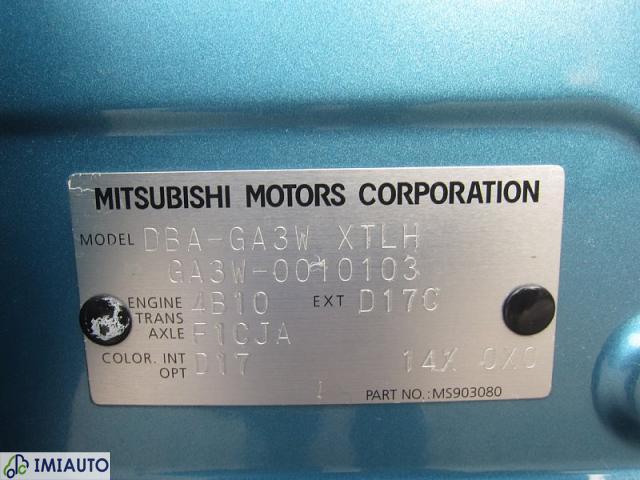 MITSUBISHI MOTORS CORPORATION
MODEL DBA-GA3W XTLH
GA3W-0010103
ENGINE 4B10 EXT D17C
TRANS
AXLE F1CJA
COLOR. INT D17 14X 0X0
OPT
PART NO.:MS903080
IMIAUTO